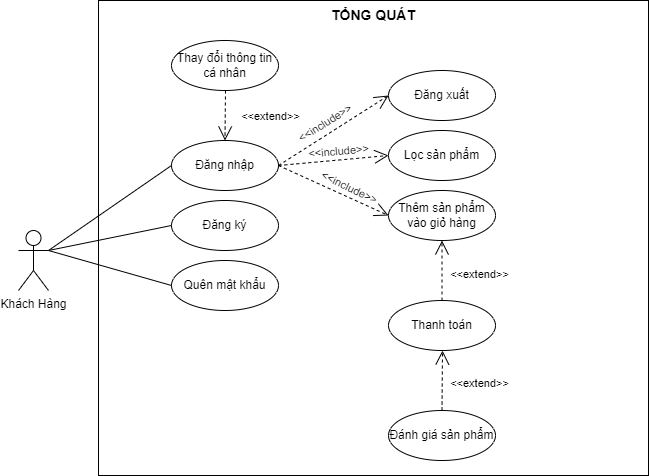 TỔNG QUÁT
Thay đổi thông tin
cá nhân
<<extend>>
Đăng nhập
<<include>>
Đăng xuất
<<include>>
Lọc sản phẩm
<<include>>
Thêm sản phẩm
vào giỏ hàng
Đăng ký
Quên mật khẩu
Khách Hàng
<<extend>>
Thanh toán
<<extend>>
Đánh giá sản phẩm